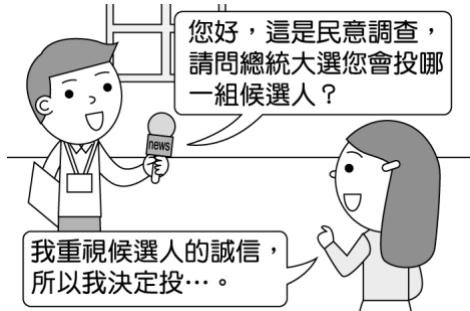 您好，這是民意調查，
請問總統大選您會投哪
一組候選人？
news
我重視候選人的誠信，
所以我決定投…。